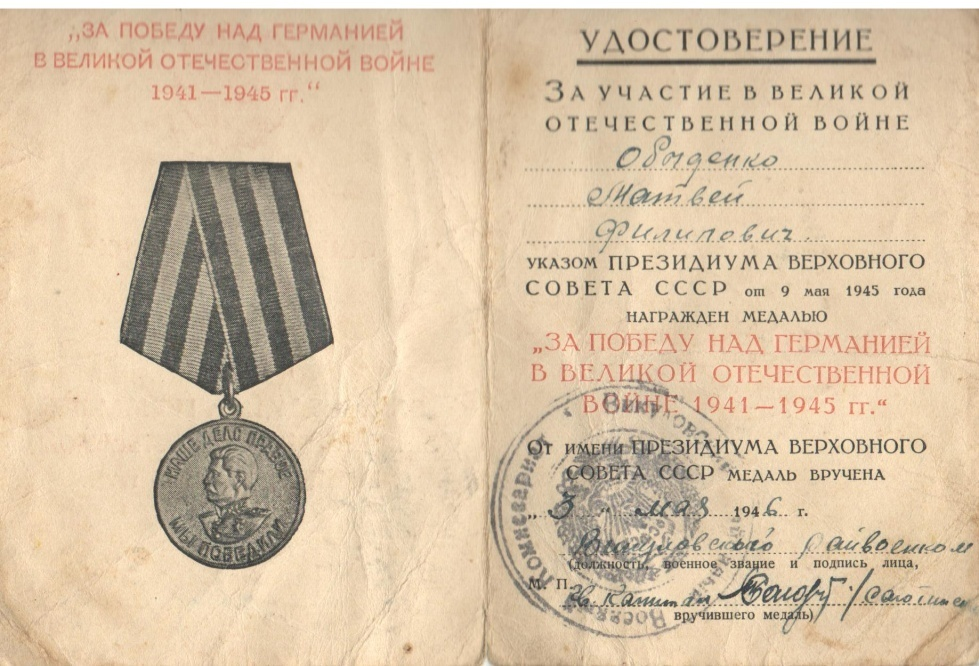 „ЗА ПОБЕДУ НАД ГЕРМАНИЕЙ
В ВЕЛИКОЙ ОТЕЧЕСТВЕННОЙ ВОЙНЕ
1941—1945 гг.“
НАШЕ ДЕЛО ПРАВОЕ
МЫ ПОБЕДИЛИ
УДОСТОВЕРЕНИЕ
ЗА УЧАСТИЕ В ВЕЛИКОЙ
ОТЕЧЕСТВЕННОЙ ВОЙНЕ
Обыденко
Матвей
Филипович.
УКАЗОМ ПРЕЗИДИУМА ВЕРХОВНОГО
СОВЕТА СССР от 9 мая 1945 года
НАГРАЖДЕН МЕДАЛЬЮ
„ЗА ПОБЕДУ НАД ГЕРМАНИЕЙ
В ВЕЛИКОЙ ОТЕЧЕСТВЕННОЙ
ВОЙНЕ 1941—1945 гг.“
ОТ ИМЕНИ ПРЕЗИДИУМА ВЕРХОВНОГО
СОВЕТА СССР МЕДАЛЬ ВРУЧЕНА
„3“ мая 1946 г.
Викуловского райвоенком
(должность, военное звание и подпись лица,
М. П.
вручившего медаль)